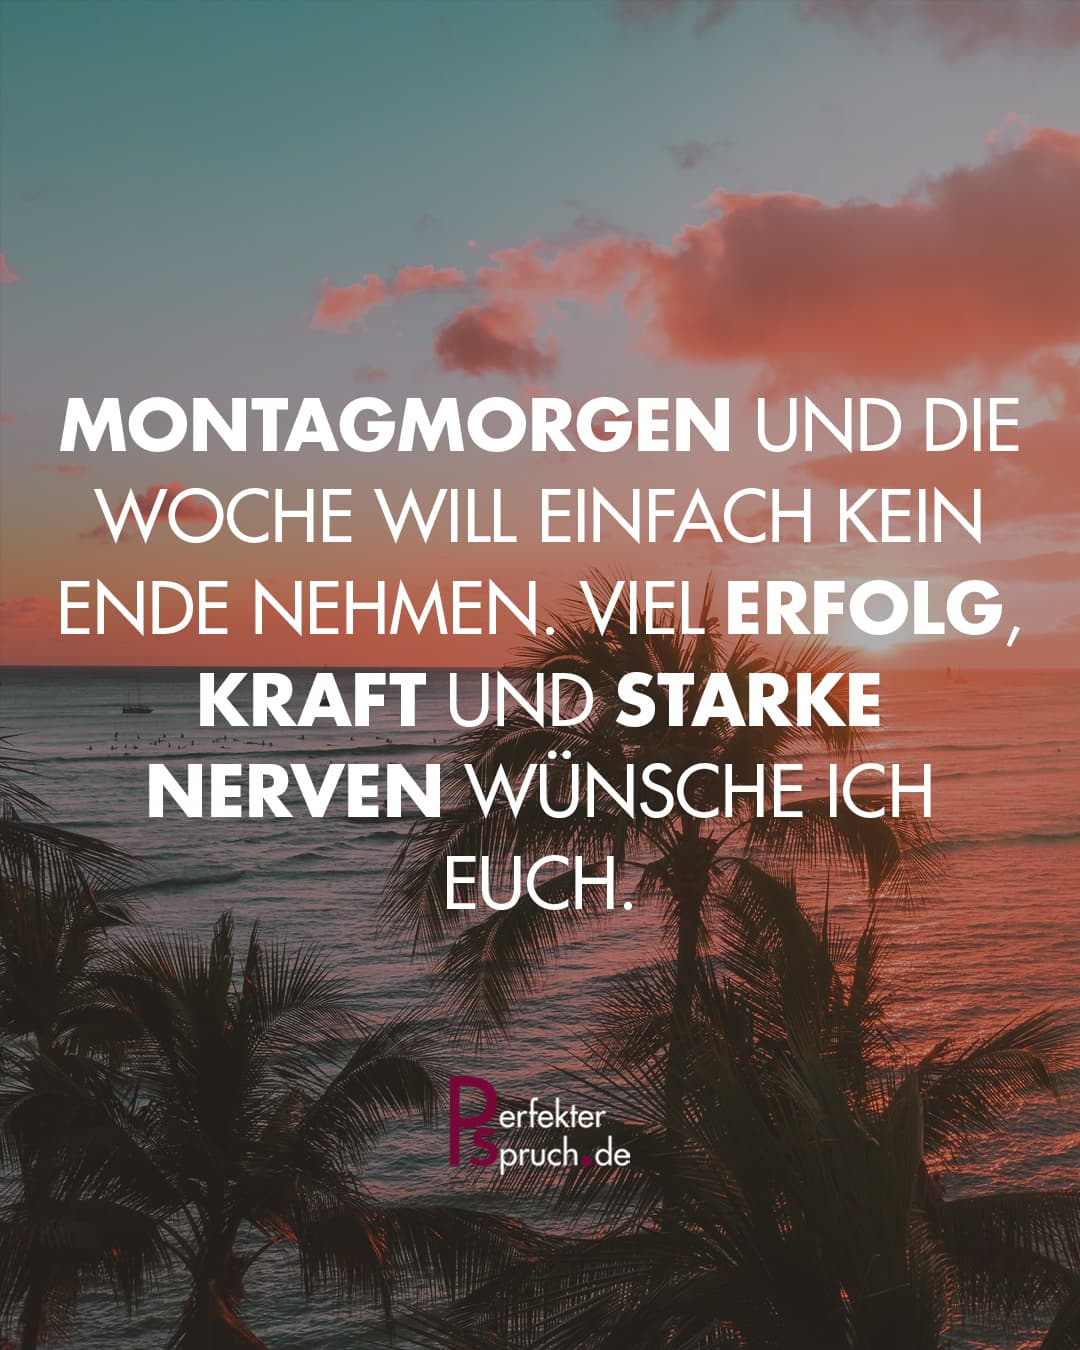 MONTAGMORGEN UND DIE
WOCHE WILL EINFACH KEIN
ENDE NEHMEN. VIEL ERFOLG,
KRAFT UND STARKE
NERVEN WÜNSCHE ICH
EUCH.
Perfekter
Spruch.de